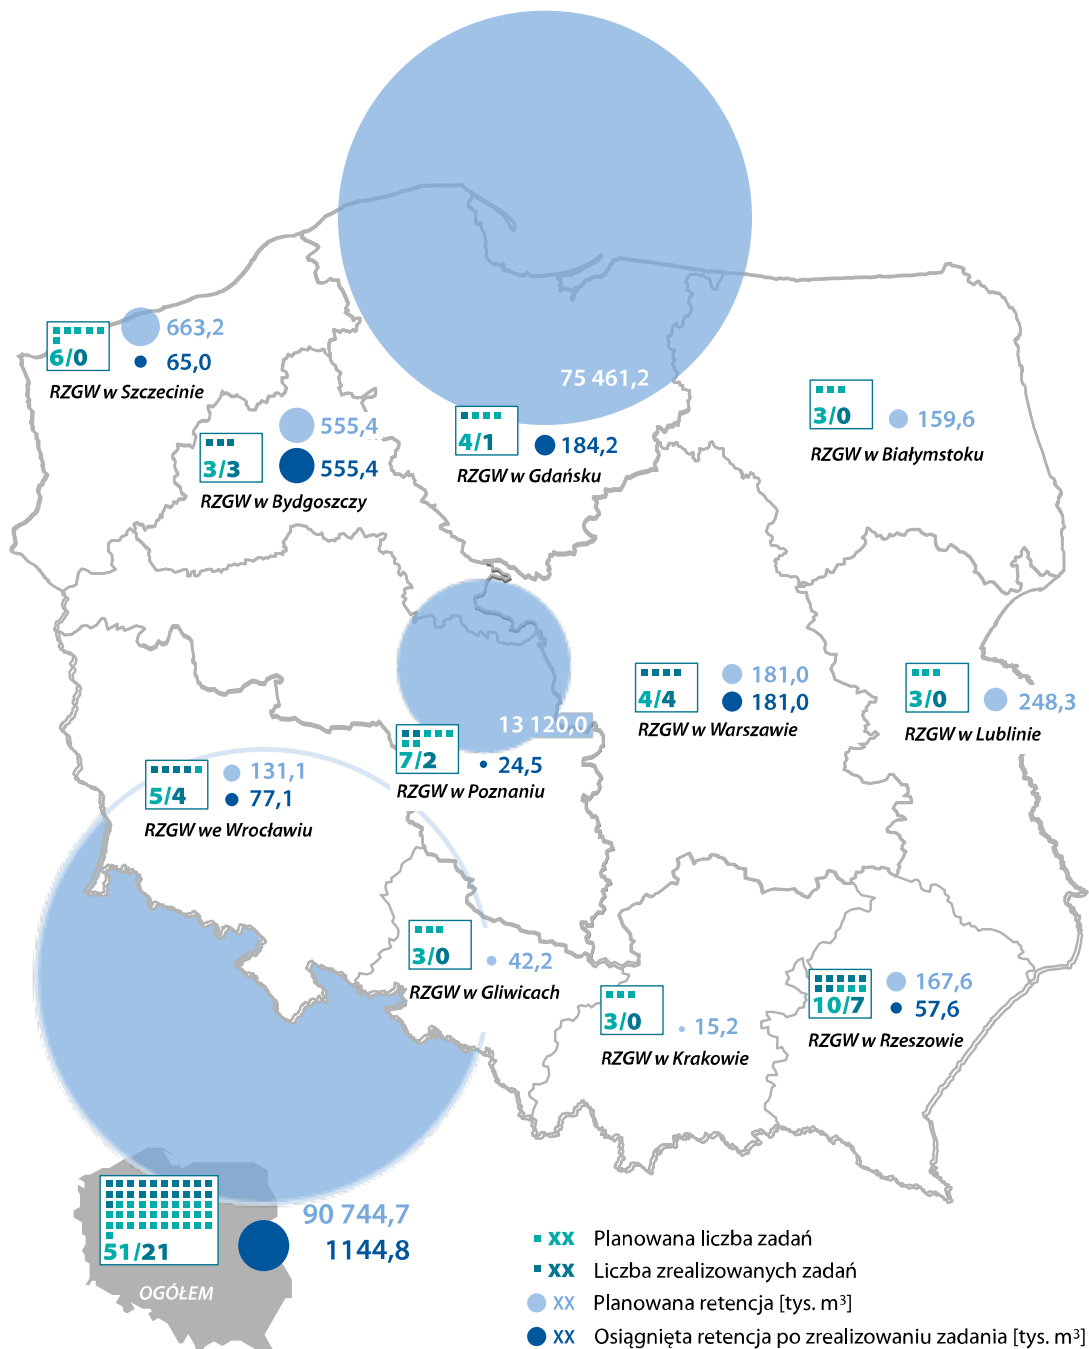 75 461,2
663,2
6/0
65,0
RZGW w Szczecinie
555,4
3/3
555,4
RZGW w Bydgoszczy
4/1
184,2
RZGW w Gdańsku
3/0
159,6
RZGW w Białymstoku
13 120,0
7/2
24,5
RZGW w Poznaniu
181,0
4/4
181,0
RZGW w Warszawie
3/0
248,3
RZGW w Lublinie
131,1
5/4
77,1
RZGW we Wrocławiu
3/0
42,2
RZGW w Gliwicach
3/0
15,2
RZGW w Krakowie
167,6
10/7
57,6
RZGW w Rzeszowie
90 744,7
51/21
1144,8
OGÓŁEM
xx Planowana liczba zadań
xx Liczba zrealizowanych zadań
xx Planowana retencja [tys. m³]
xx Osiągnięta retencja po zrealizowaniu zadania [tys. m³]